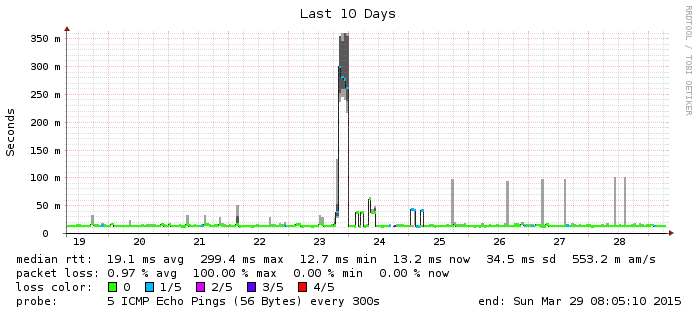 Last 10 Days
RRDTOOL / TOBI OETIKER
Seconds
350 m
300 m
250 m
200 m
150 m
100 m
50 m
0
19 20 21 22 23 24 25 26 27 28
median rtt: 19.1 ms avg 299.4 ms max 12.7 ms min 13.2 ms now 34.5 ms sd 553.2 m am/s
packet loss: 0.97 % avg 100.00 % max 0.00 % min 0.00 % now
loss color: 0 1/5 2/5 3/5 4/5
probe: 5 ICMP Echo Pings (56 Bytes) every 300s end: Sun Mar 29 08:05:10 2015